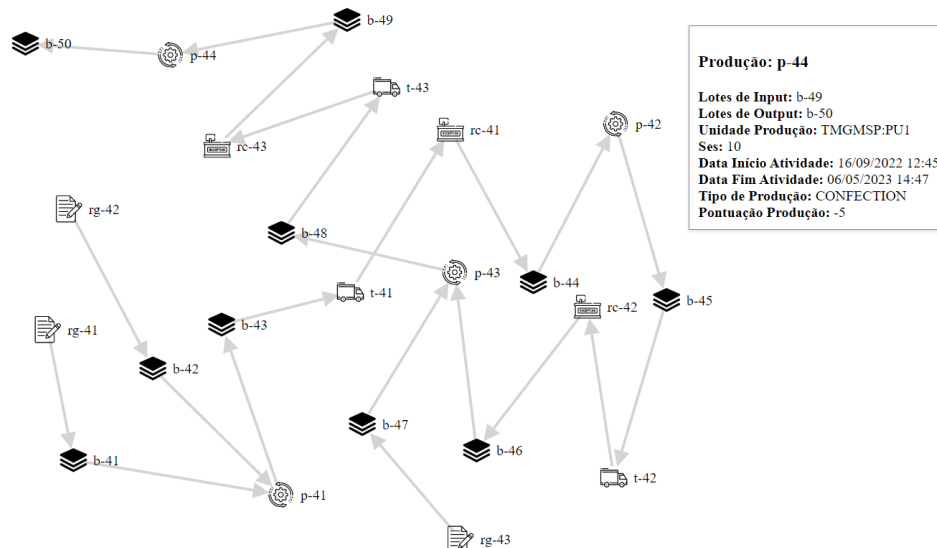 b-49
b-50
p-44
Produção: p-44
t-43
Lotes de Input: b-49
Lotes de Output: b-50
Unidade Produção: TMGMSP:PU1
Ses: 10
Data Início Atividade: 16/09/2022 12:45
Data Fim Atividade: 06/05/2023 14:47
Tipo de Produção: CONFECTION
Pontuação Produção: -5
rc-41
p-42
rc-43
rg-42
b-48
p-43
b-44
t-41
b-45
rc-42
b-43
rg-41
b-42
b-47
b-46
b-41
t-42
p-41
rg-43